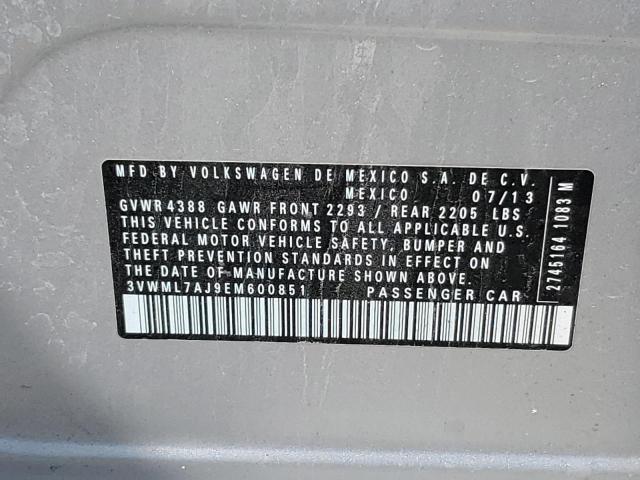 MFD BY VOLKSWAGEN DE MEXICO S.A. DE C.V.
MEXICO 07/13
GVWR 4388 GAWR FRONT 2293 / REAR 2205 LBS
THIS VEHICLE CONFORMS TO ALL APPLICABLE U.S.
FEDERAL MOTOR VEHICLE SAFETY, BUMPER AND
THEFT PREVENTION STANDARDS IN EFFECT ON
THE DATE OF MANUFACTURE SHOWN ABOVE.
3VWML7AJ9EM600851 PASSENGER CAR
2745164 1083 M